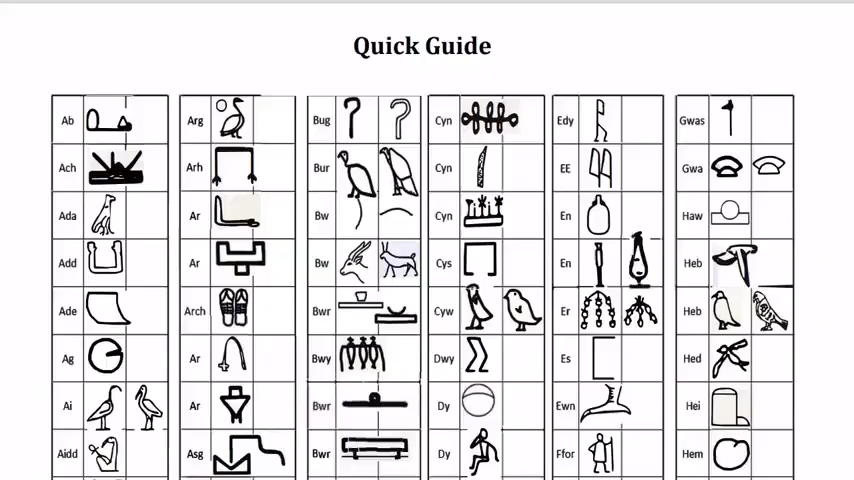 Quick Guide
Ab Arg Bug Cyn Edy Gwas
Ach Arh Bur Cyn EE Gwa
Ada Ar Bw Cyn En Haw
Add Ar Bw Cys En Heb
Ade Arch Bwr Cyw Er Heb
Ag Ar Bwy Dwy Es Hed
Ai Ar Bwr Dy Ewn Hei
Aidd Asg Bwr Dy Ffor Hem